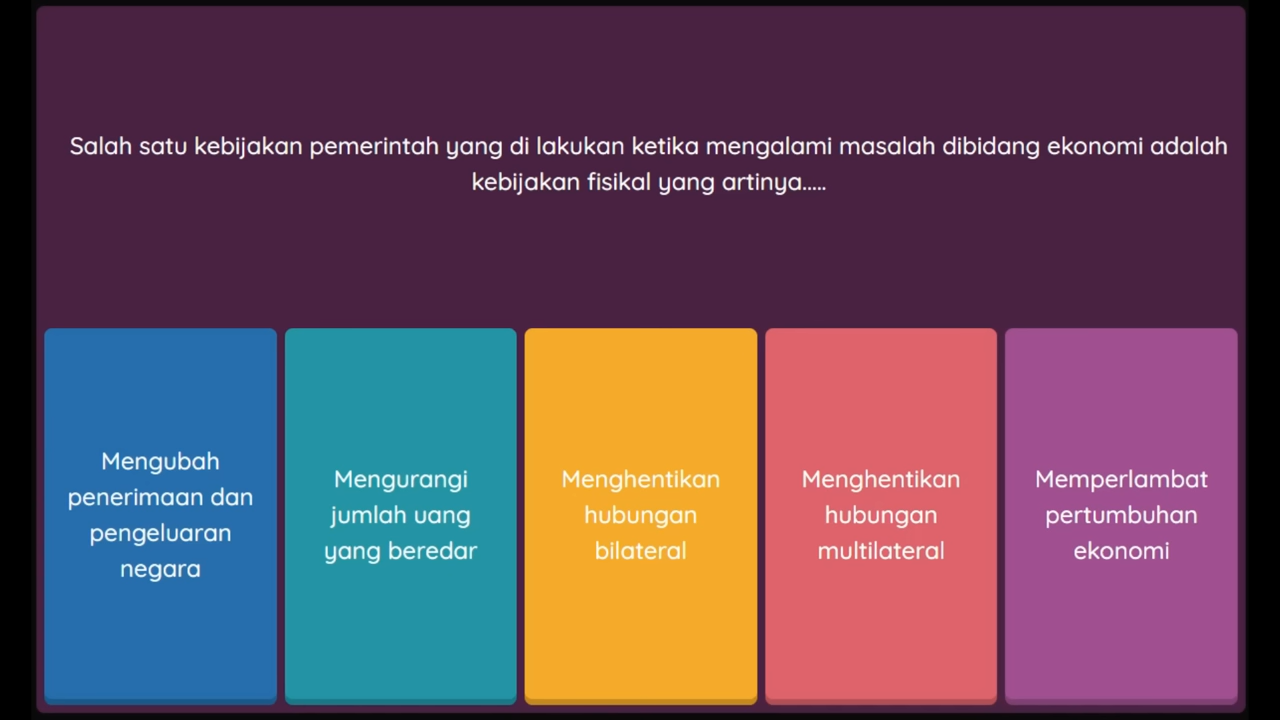 Salah satu kebijakan pemerintah yang di lakukan ketika mengalami masalah dibidang ekonomi adalah
kebijakan fisikal yang artinya.....
Mengubah
penerimaan dan
pengeluaran
negara
Mengurangi
jumlah uang
yang beredar
Menghentikan
hubungan
bilateral
Menghentikan
hubungan
multilateral
Memperlambat
pertumbuhan
ekonomi